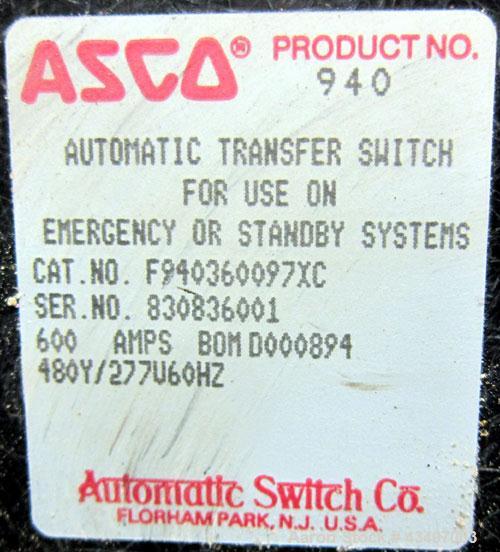 ASCO® PRODUCT NO.
940
AUTOMATIC TRANSFER SWITCH
FOR USE ON
EMERGENCY OR STANDBY SYSTEMS
CAT.NO. F940360097XC
SER.NO. 830836001
600 AMPS BOM D000894
480Y/277V60HZ
Automatic Switch Co.
FLORHAM PARK, N.J. U.S.A.